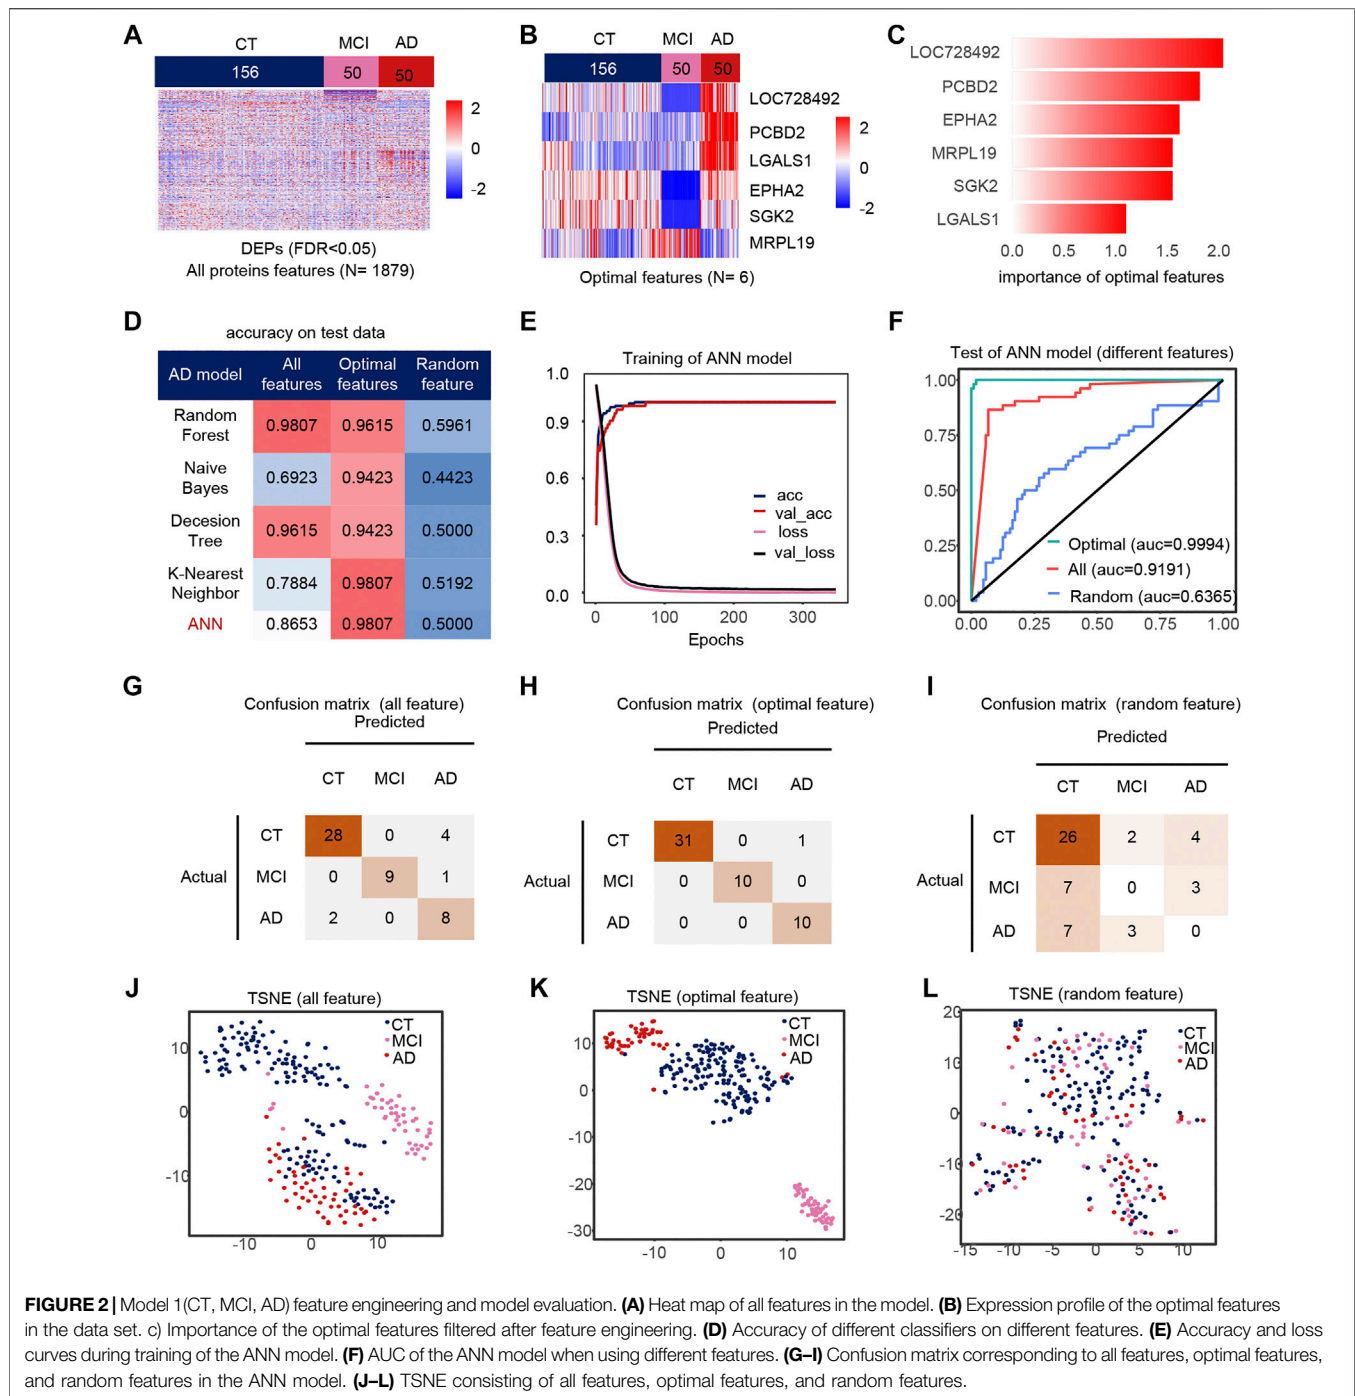 A
CT MCI AD
156 50 50
2
0
-2
DEPs (FDR<0.05)
All proteins features (N= 1879)
B
CT MCI AD
156 50 50
LOC728492
PCBD2
LGALS1
EPHA2
SGK2
MRPL19
2
0
-2
Optimal features (N= 6)
C
LOC728492
PCBD2
EPHA2
MRPL19
SGK2
LGALS1
0.0 0.5 1.0 1.5 2.0
importance of optimal features
D
accuracy on test data
AD model All features Optimal features Random feature
Random Forest 0.9807 0.9615 0.5961
Naive Bayes 0.6923 0.9423 0.4423
Decesion Tree 0.9615 0.9423 0.5000
K-Nearest Neighbor 0.7884 0.9807 0.5192
ANN 0.8653 0.9807 0.5000
E
Training of ANN model
1.0
0.9
0.6
0.3
0.0
acc
val_acc
loss
val_loss
0 100 200 300
Epochs
F
Test of ANN model (different features)
1.00
0.75
0.50
0.25
0.00
Optimal (auc=0.9994)
All (auc=0.9191)
Random (auc=0.6365)
0.00 0.25 0.50 0.75 1.00
G
Confusion matrix (all feature)
Predicted
CT MCI AD
CT 28 0 4
Actual MCI 0 9 1
AD 2 0 8
H
Confusion matrix (optimal feature)
Predicted
CT MCI AD
CT 31 0 1
Actual MCI 0 10 0
AD 0 0 10
I
Confusion matrix (random feature)
Predicted
CT MCI AD
CT 26 2 4
Actual MCI 7 0 3
AD 7 3 0
J
TSNE (all feature)
CT
MCI
AD
10
0
-10
-10 0 10
K
TSNE (optimal feature)
CT
MCI
AD
10
0
-10
-20
-30
-10 0 10
L
TSNE (random feature)
CT
MCI
AD
20
10
0
-10
-20
-15 -10 -5 0 5 10
FIGURE 2 | Model 1(CT, MCI, AD) feature engineering and model evaluation. (A) Heat map of all features in the model. (B) Expression profile of the optimal features
in the data set. c) Importance of the optimal features filtered after feature engineering. (D) Accuracy of different classifiers on different features. (E) Accuracy and loss
curves during training of the ANN model. (F) AUC of the ANN model when using different features. (G–I) Confusion matrix corresponding to all features, optimal features,
and random features in the ANN model. (J–L) TSNE consisting of all features, optimal features, and random features.